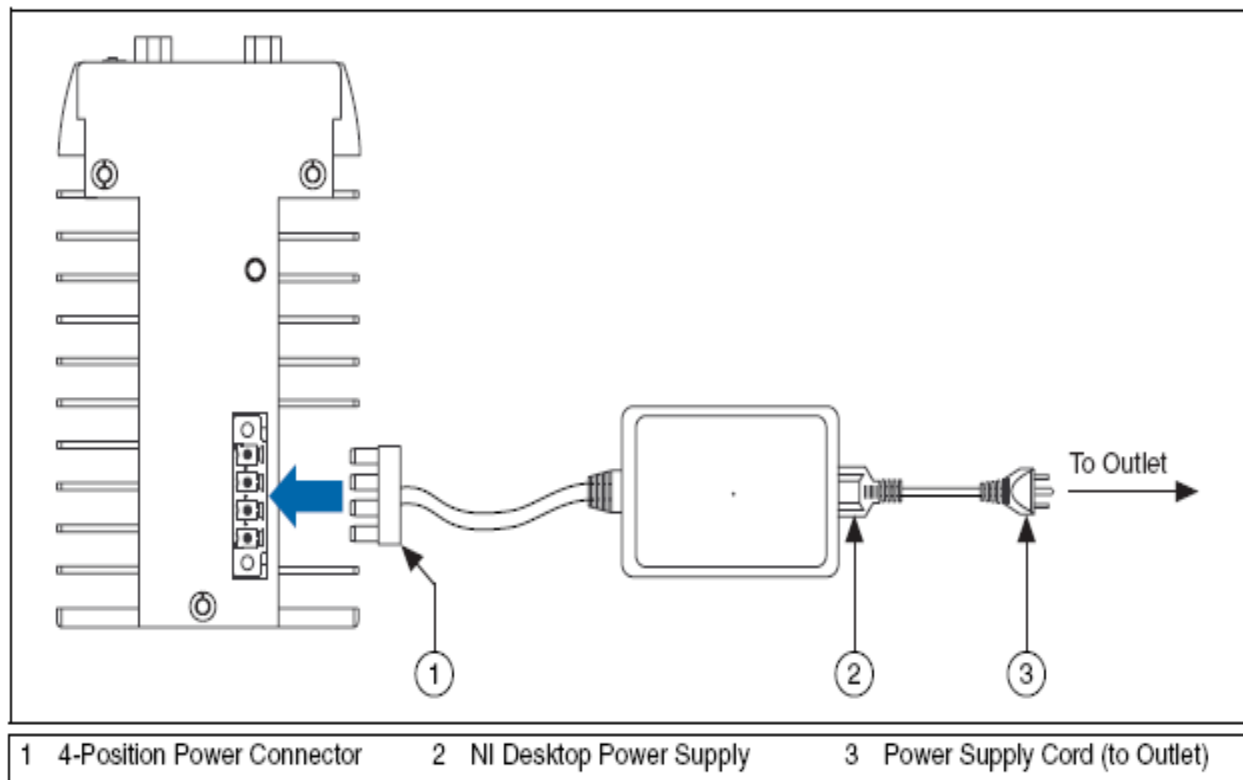 To Outlet
1 2 3
1 4-Position Power Connector 2 NI Desktop Power Supply 3 Power Supply Cord (to Outlet)